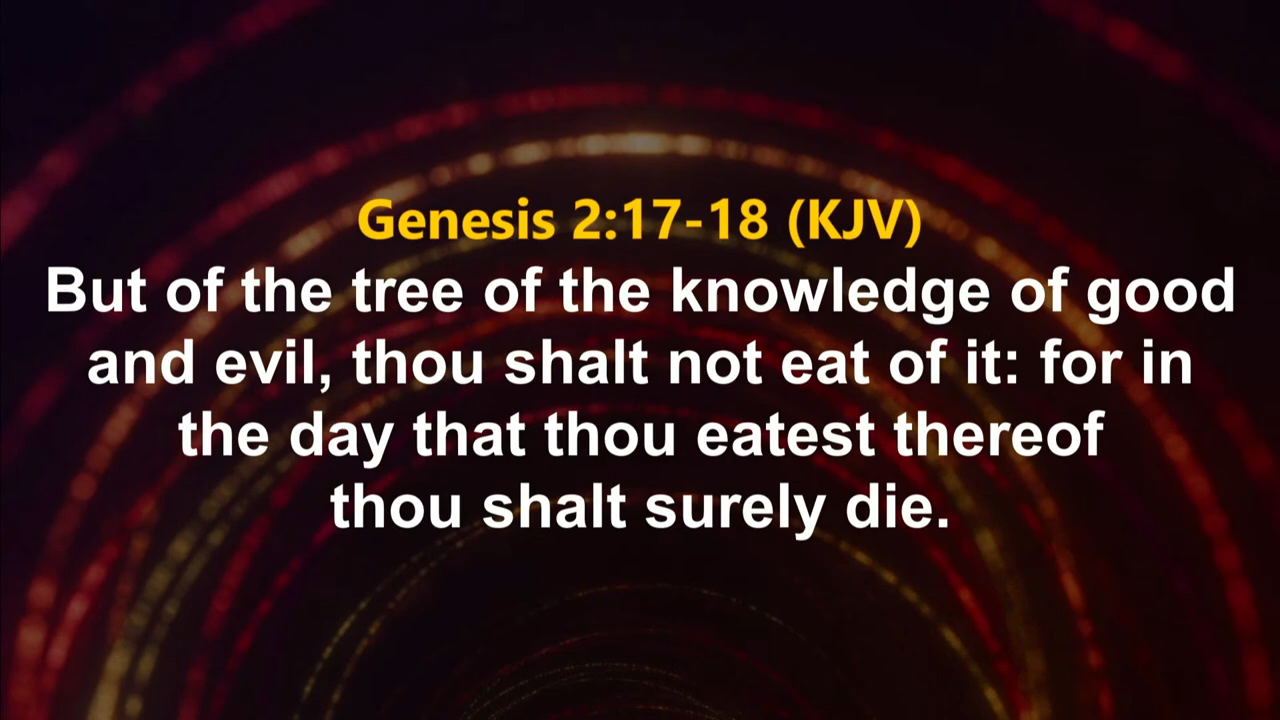 Genesis 2:17-18 (KJV)
But of the tree of the knowledge of good
and evil, thou shalt not eat of it: for in
the day that thou eatest thereof
thou shalt surely die.